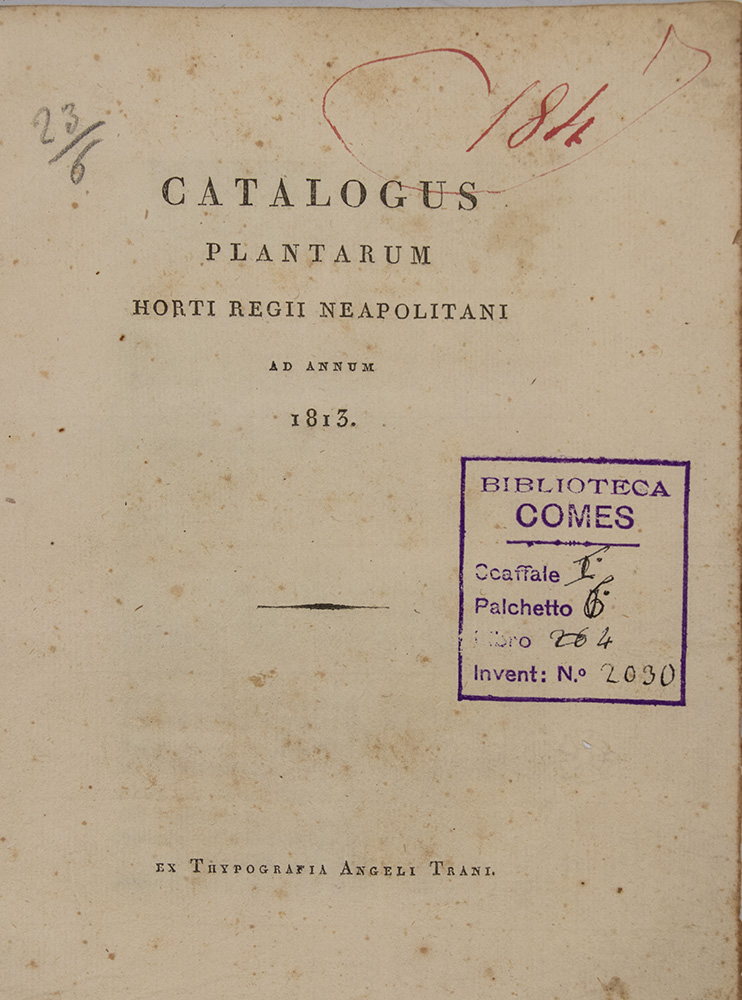 184
23/6
CATALOGUS
PLANTARUM
HORTI REGII NEAPOLITANI
AD ANNUM
1813.
BIBLIOTECA
COMES
Scaffale I.
Palchetto 6.
Libro 264
Invent: N.º 2030
EX THYPOGRAFIA ANGELI TRANI.